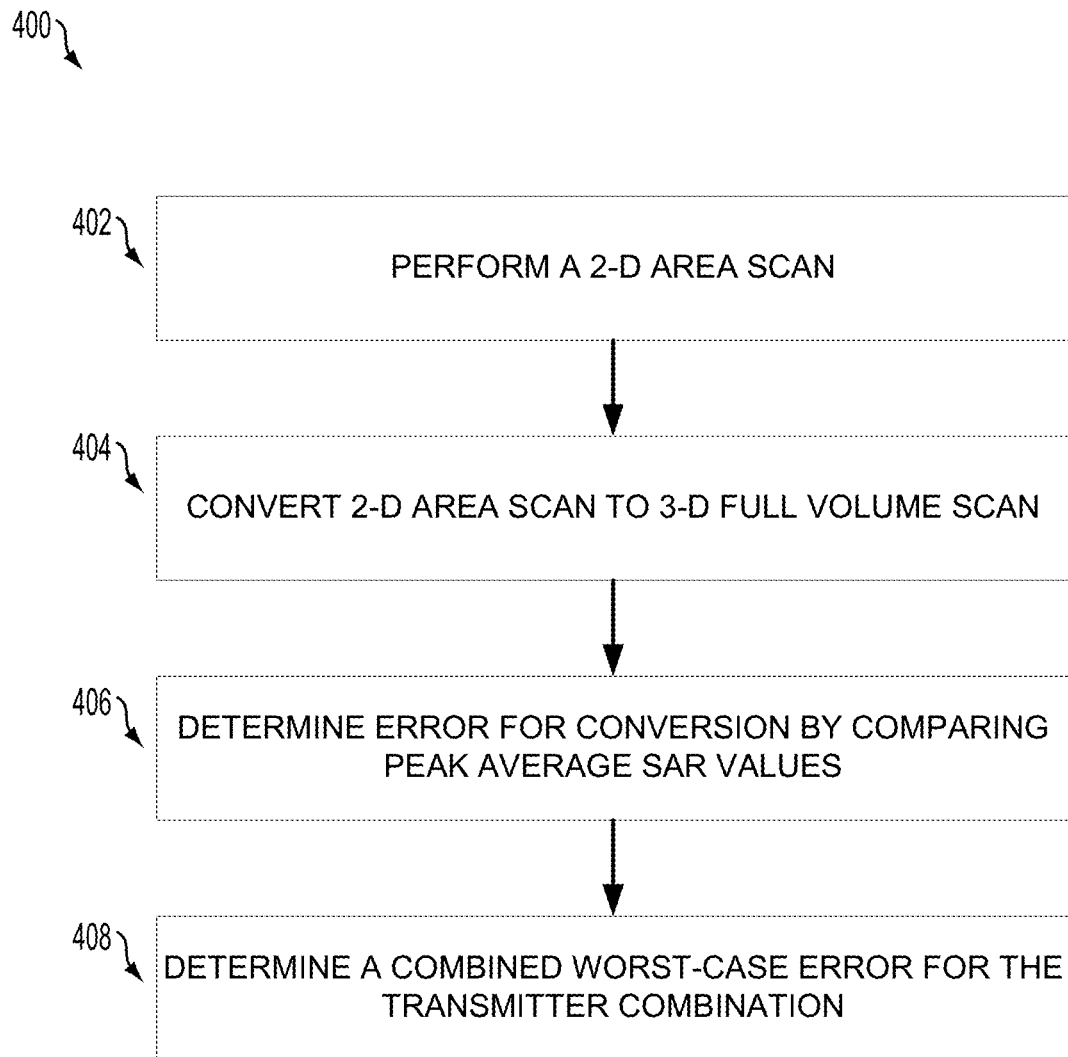 400
402
PERFORM A 2-D AREA SCAN
404
CONVERT 2-D AREA SCAN TO 3-D FULL VOLUME SCAN
406
DETERMINE ERROR FOR CONVERSION BY COMPARING
PEAK AVERAGE SAR VALUES
408
DETERMINE A COMBINED WORST-CASE ERROR FOR THE
TRANSMITTER COMBINATION